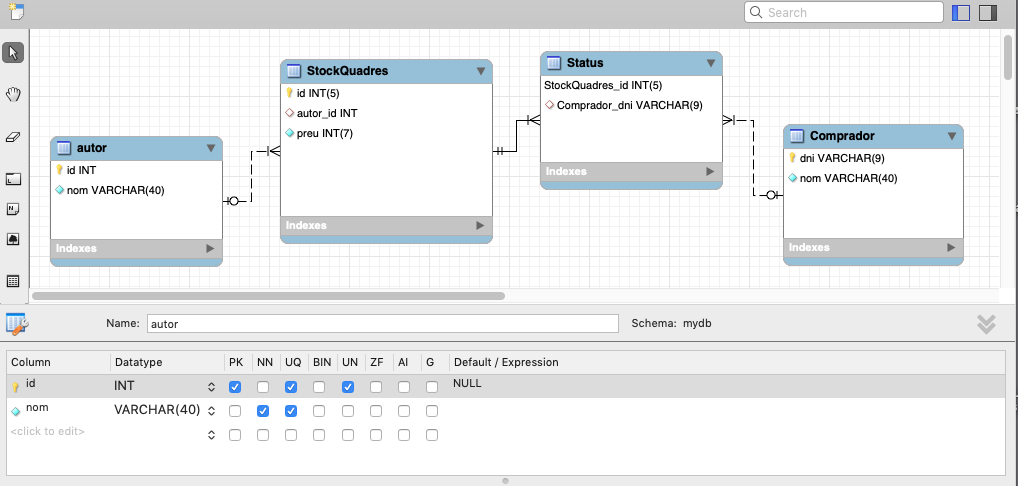 Search
StockQuadres
id INT(5)
autor_id INT
preu INT(7)
Indexes
Status
StockQuadres_id INT(5)
Comprador_dni VARCHAR(9)
Indexes
autor
id INT
nom VARCHAR(40)
Indexes
Comprador
dni VARCHAR(9)
nom VARCHAR(40)
Indexes
Name: autor Schema: mydb
Column Datatype PK NN UQ BIN UN ZF AI G Default / Expression
id INT NULL
nom VARCHAR(40)
<click to edit>